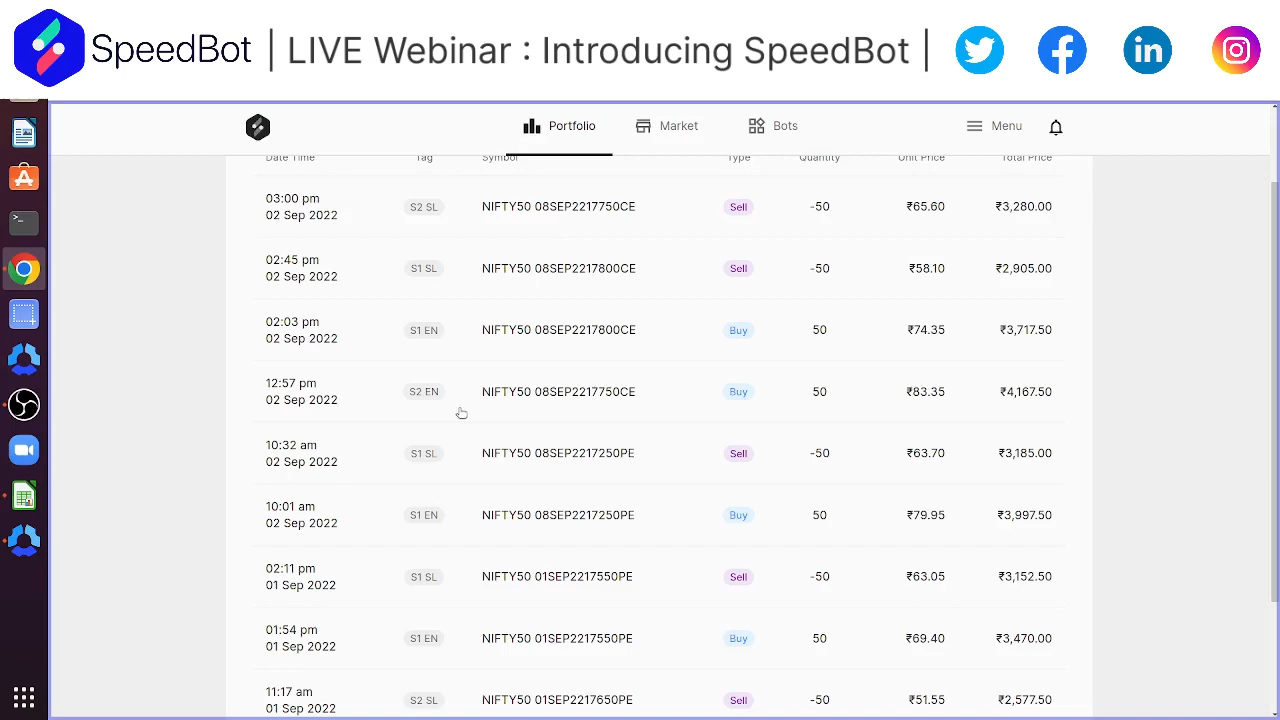 SpeedBot | LIVE Webinar : Introducing SpeedBot |
Portfolio Market Bots Menu
Date Time Tag Symbol Type Quantity Unit Price Total Price
03:00 pm
02 Sep 2022 S2 SL NIFTY50 08SEP2217750CE Sell -50 ₹65.60 ₹3,280.00
02:45 pm
02 Sep 2022 S1 SL NIFTY50 08SEP2217800CE Sell -50 ₹58.10 ₹2,905.00
02:03 pm
02 Sep 2022 S1 EN NIFTY50 08SEP2217800CE Buy 50 ₹74.35 ₹3,717.50
12:57 pm
02 Sep 2022 S2 EN NIFTY50 08SEP2217750CE Buy 50 ₹83.35 ₹4,167.50
10:32 am
02 Sep 2022 S1 SL NIFTY50 08SEP2217250PE Sell -50 ₹63.70 ₹3,185.00
10:01 am
02 Sep 2022 S1 EN NIFTY50 08SEP2217250PE Buy 50 ₹79.95 ₹3,997.50
02:11 pm
01 Sep 2022 S1 SL NIFTY50 01SEP2217550PE Sell -50 ₹63.05 ₹3,152.50
01:54 pm
01 Sep 2022 S1 EN NIFTY50 01SEP2217550PE Buy 50 ₹69.40 ₹3,470.00
11:17 am
01 Sep 2022 S2 SL NIFTY50 01SEP2217650PE Sell -50 ₹51.55 ₹2,577.50